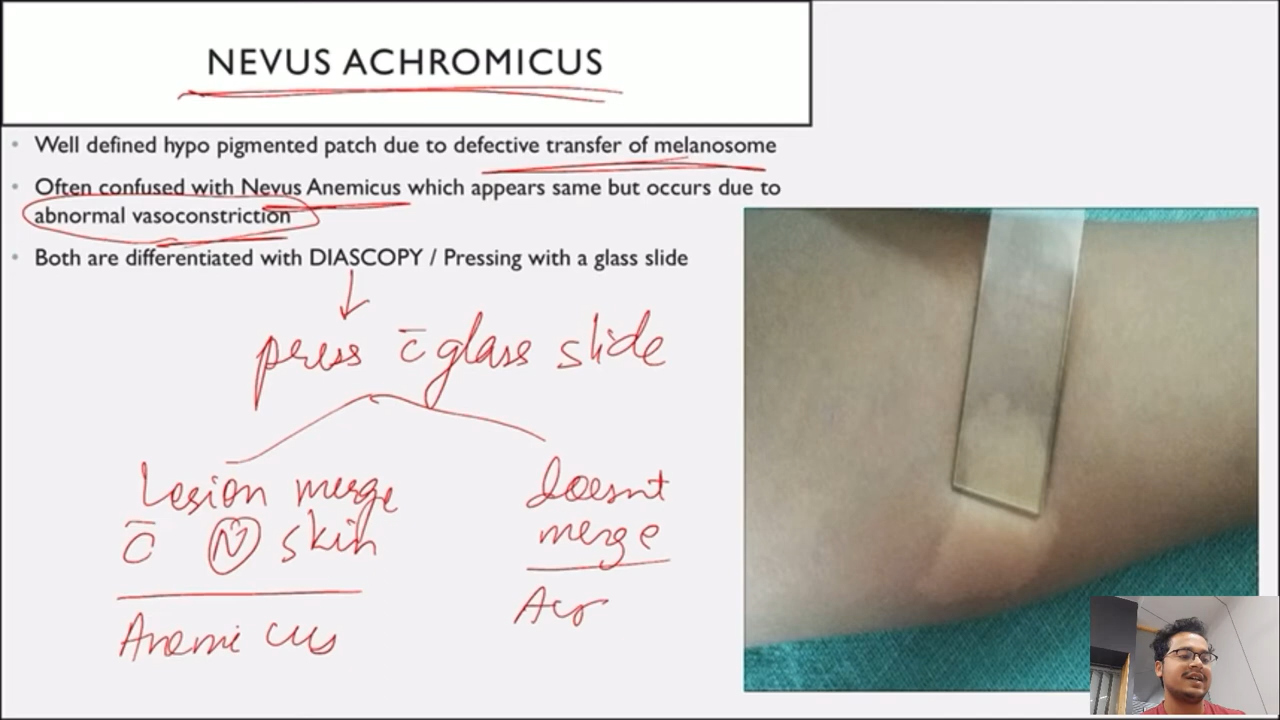 NEVUS ACHROMICUS
• Well defined hypo pigmented patch due to defective transfer of melanosome
• Often confused with Nevus Anemicus which appears same but occurs due to
abnormal vasoconstriction
• Both are differentiated with DIASCOPY / Pressing with a glass slide
press c̄ glass slide
Lesion merge
c̄ N skin
Anemicus
doesnt
merge
Acr